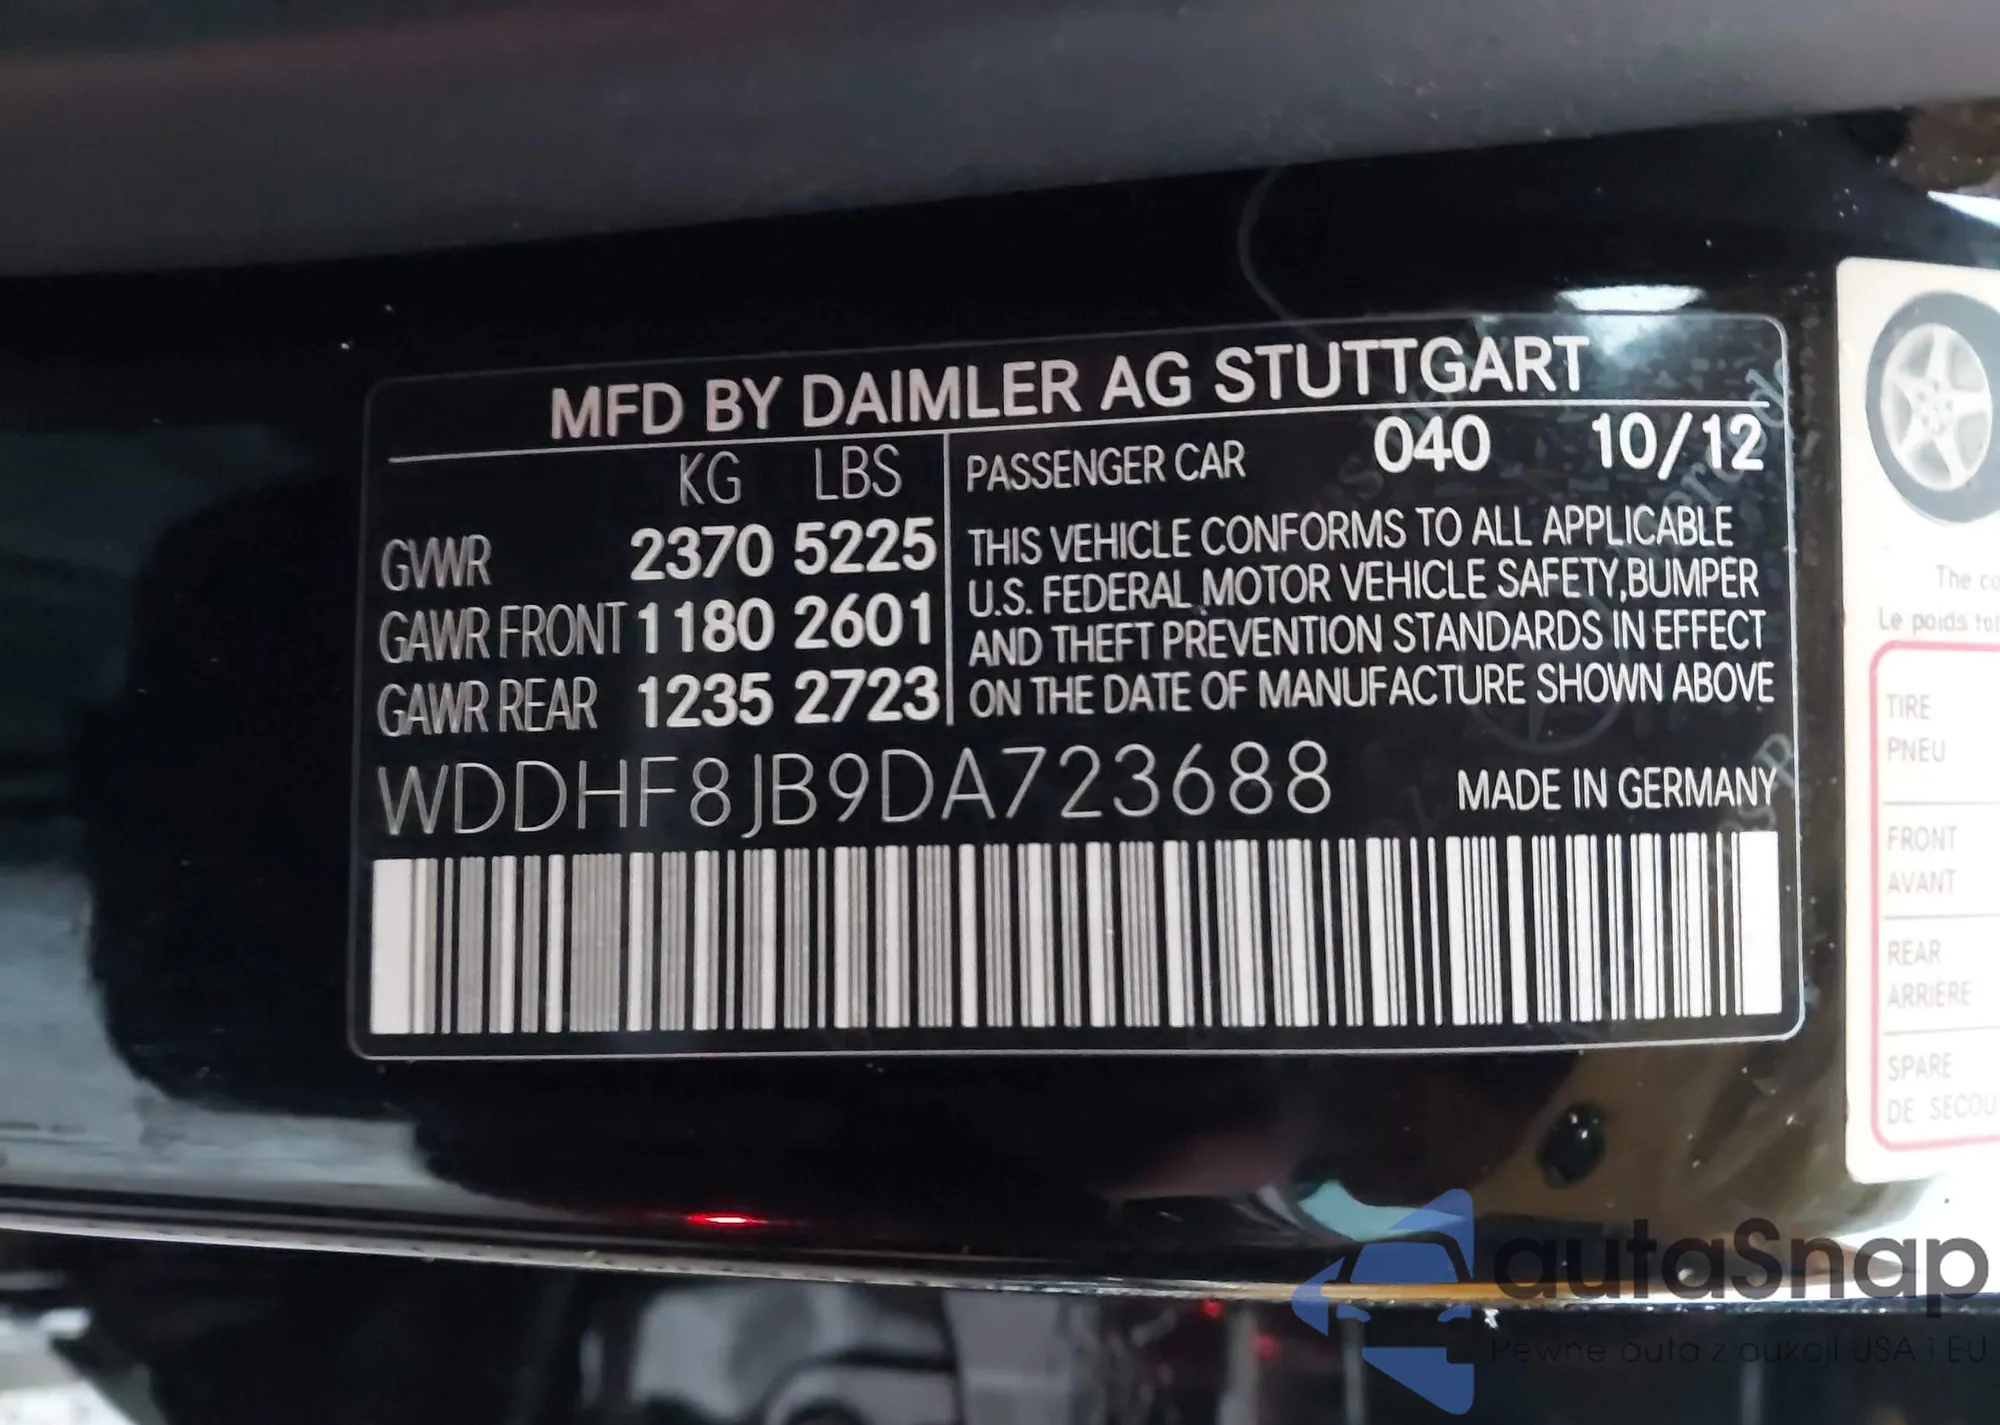 MFD BY DAIMLER AG STUTTGART
KG LBS
GVWR 2370 5225
GAWR FRONT 1180 2601
GAWR REAR 1235 2723
PASSENGER CAR 040 10/12
THIS VEHICLE CONFORMS TO ALL APPLICABLE
U.S. FEDERAL MOTOR VEHICLE SAFETY,BUMPER
AND THEFT PREVENTION STANDARDS IN EFFECT
ON THE DATE OF MANUFACTURE SHOWN ABOVE
WDDHF8JB9DA723688
MADE IN GERMANY
The
Le poids
TIRE
PNEU
FRONT
AVANT
REAR
ARRIÈRE
SPARE
DE
autaSnap
Pewne auta z aukcji USA i EU